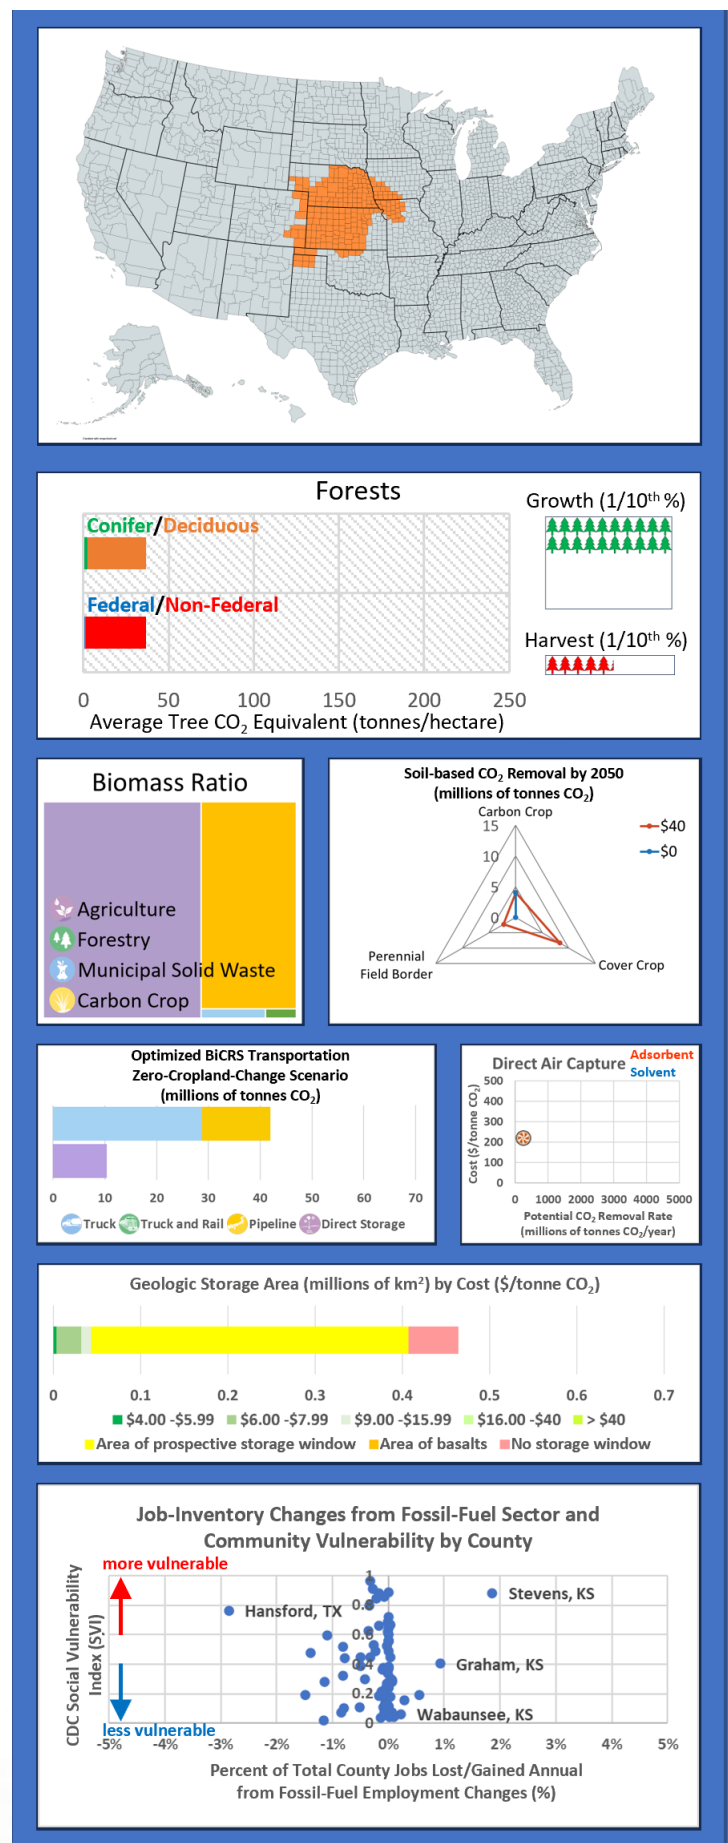 Forests
Growth (1/10th %)
Conifer/Deciduous
Federal/Non-Federal
Harvest (1/10th %)
0 50 100 150 200 250
Average Tree CO2 Equivalent (tonnes/hectare)
Biomass Ratio
Agriculture
Forestry
Municipal Solid Waste
Carbon Crop
Soil-based CO2 Removal by 2050
(millions of tonnes CO2)
Carbon Crop
15
10
5
0
$40
$0
Perennial
Field Border
Cover Crop
Optimized BiCRS Transportation
Zero-Cropland-Change Scenario
(millions of tonnes CO2)
0 10 20 30 40 50 60 70
Truck Truck and Rail Pipeline Direct Storage
Direct Air Capture
Adsorbent
Solvent
Cost ($/tonne CO2)
500
400
300
200
100
0
0 1000 2000 3000 4000 5000
Potential CO2 Removal Rate
(millions of tonnes CO2/year)
Geologic Storage Area (millions of km2) by Cost ($/tonne CO2)
0 0.1 0.2 0.3 0.4 0.5 0.6 0.7
$4.00 -$5.99 $6.00 -$7.99 $9.00 -$15.99 $16.00 -$40 > $40
Area of prospective storage window Area of basalts No storage window
Job-Inventory Changes from Fossil-Fuel Sector and
Community Vulnerability by County
more vulnerable
CDC Social Vulnerability
Index (SVI)
1
0.8
0.6
0.4
0.2
0
Stevens, KS
Hansford, TX
Graham, KS
Wabaunsee, KS
less vulnerable
-5% -4% -3% -2% -1% 0% 1% 2% 3% 4% 5%
Percent of Total County Jobs Lost/Gained Annual
from Fossil-Fuel Employment Changes (%)